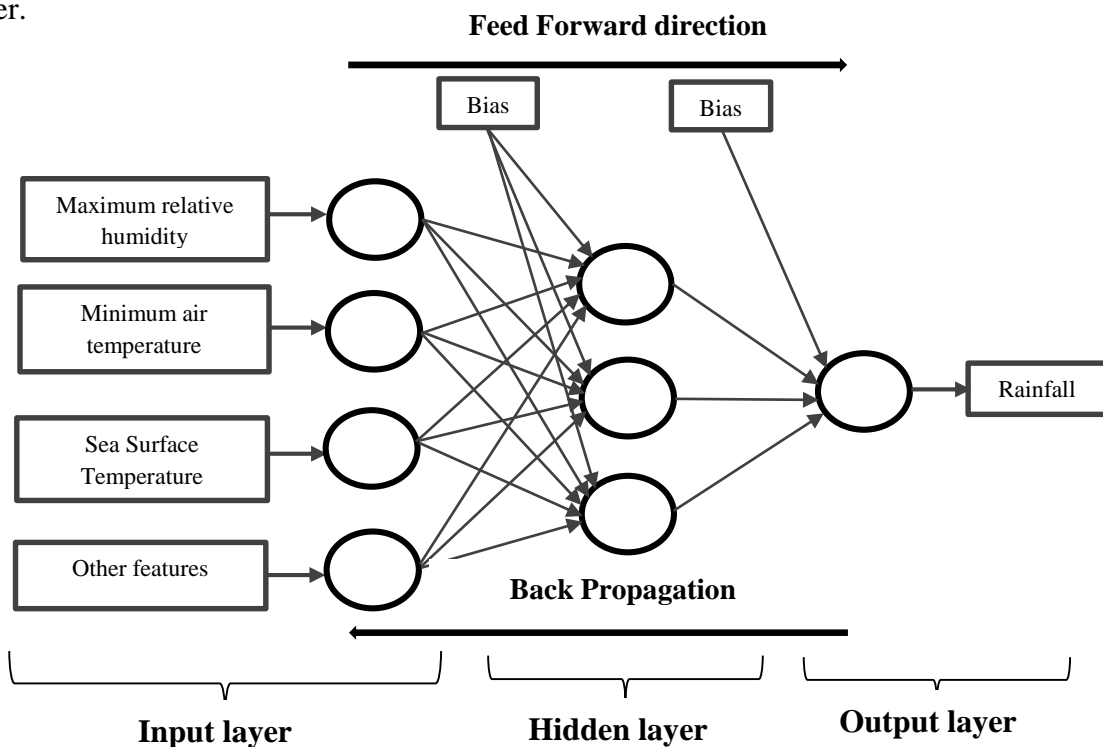 er.
Feed Forward direction
Bias
Bias
Maximum relative
humidity
Minimum air
temperature
Sea Surface
Temperature
Other features
Rainfall
Back Propagation
Input layer
Hidden layer
Output layer